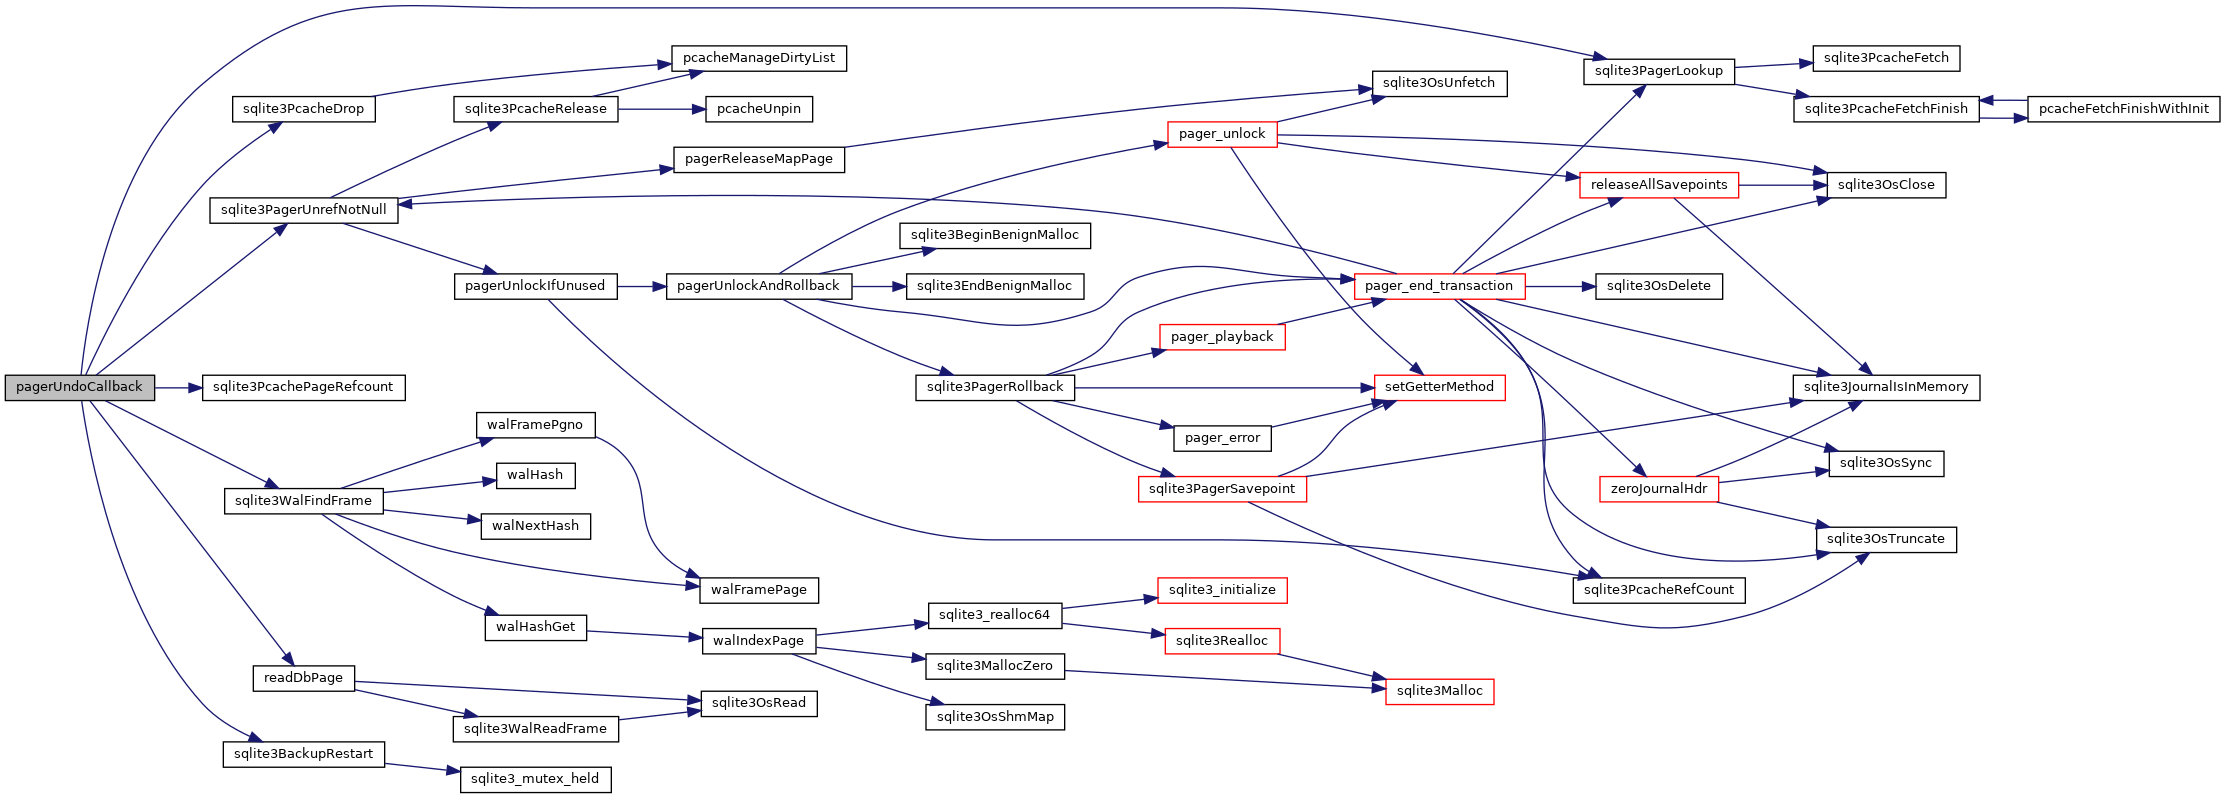 pagerUndoCallback
sqlite3PcacheDrop
sqlite3PagerUnrefNotNull
sqlite3PcachePageRefcount
sqlite3WalFindFrame
readDbPage
sqlite3BackupRestart
pcacheManageDirtyList
sqlite3PcacheRelease
pcacheUnpin
pagerReleaseMapPage
pagerUnlockIfUnused
walFramePgno
walHash
walNextHash
walFramePage
walHashGet
walIndexPage
sqlite3OsRead
sqlite3WalReadFrame
sqlite3_mutex_held
pagerUnlockAndRollback
sqlite3BeginBenignMalloc
sqlite3EndBenignMalloc
sqlite3PagerRollback
sqlite3_realloc64
sqlite3MallocZero
sqlite3OsShmMap
pager_unlock
pager_playback
pager_error
sqlite3PagerSavepoint
sqlite3_initialize
sqlite3Realloc
sqlite3OsUnfetch
pager_end_transaction
setGetterMethod
sqlite3Malloc
sqlite3PagerLookup
releaseAllSavepoints
sqlite3OsDelete
zeroJournalHdr
sqlite3PcacheRefCount
sqlite3PcacheFetch
sqlite3PcacheFetchFinish
pcacheFetchFinishWithInit
sqlite3OsClose
sqlite3JournalIsInMemory
sqlite3OsSync
sqlite3OsTruncate